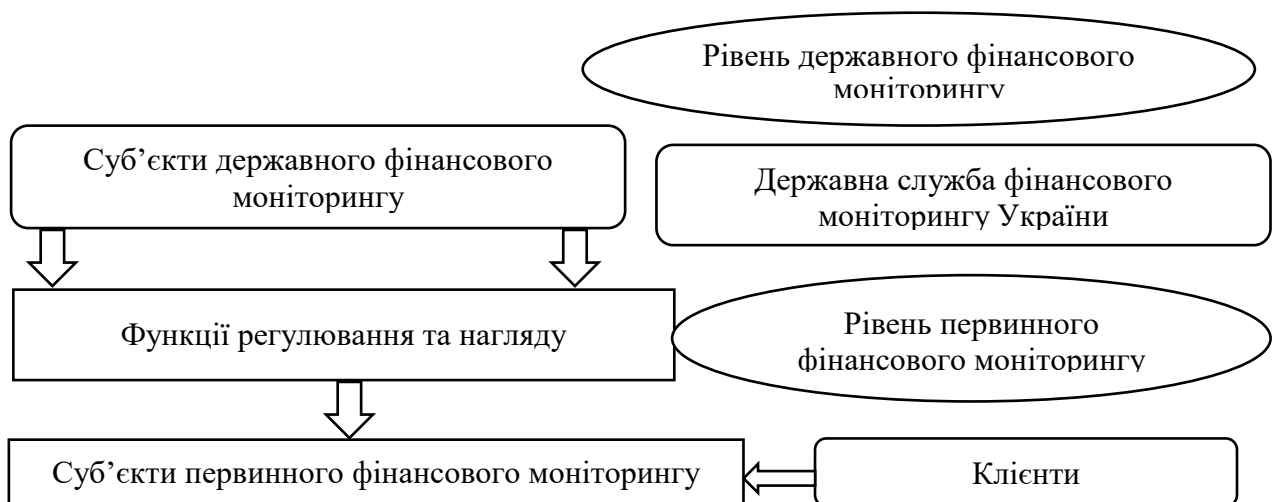 Рівень державного фінансового
моніторингу
Суб’єкти державного фінансового
моніторингу
Державна служба фінансового
моніторингу України
Функції регулювання та нагляду
Рівень первинного
фінансового моніторингу
Суб’єкти первинного фінансового моніторингу
Клієнти